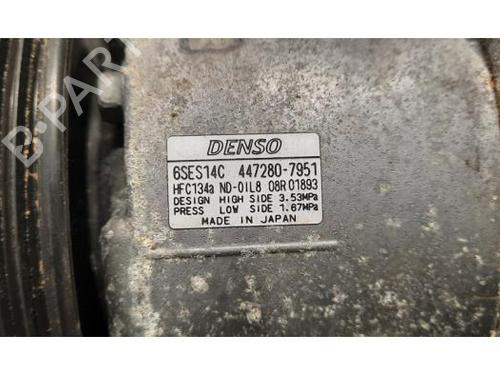 DENSO
6SES14C 447280-7951
HFC134a ND-OIL8 08R01893
DESIGN HIGH SIDE 3.53MPa
PRESS LOW SIDE 1.67MPa
MADE IN JAPAN
B-PARTS